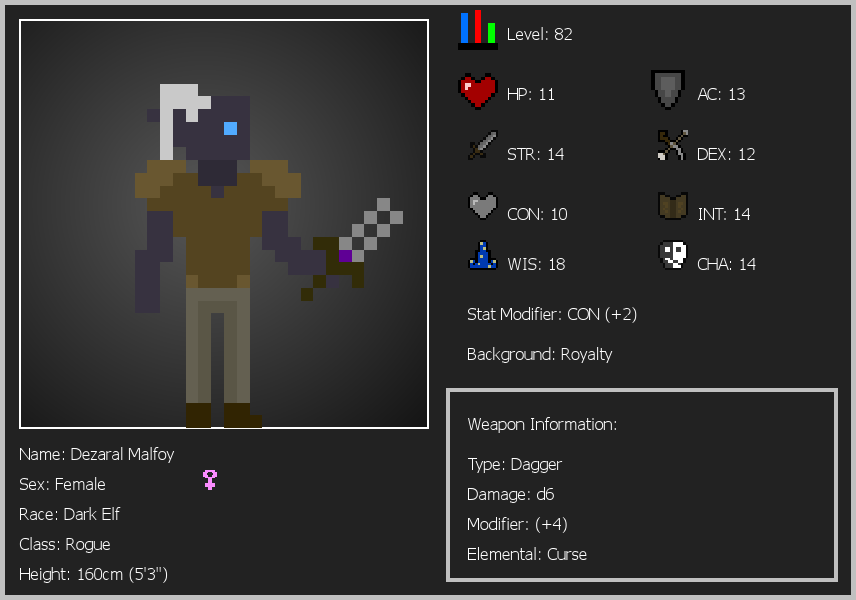 Level: 82
HP: 11
AC: 13
STR: 14
DEX: 12
CON: 10
INT: 14
WIS: 18
CHA: 14
Stat Modifier: CON (+2)
Background: Royalty
Weapon Information:
Type: Dagger
Damage: d6
Modifier: (+4)
Elemental: Curse
Name: Dezaral Malfoy
Sex: Female
Race: Dark Elf
Class: Rogue
Height: 160cm (5'3")